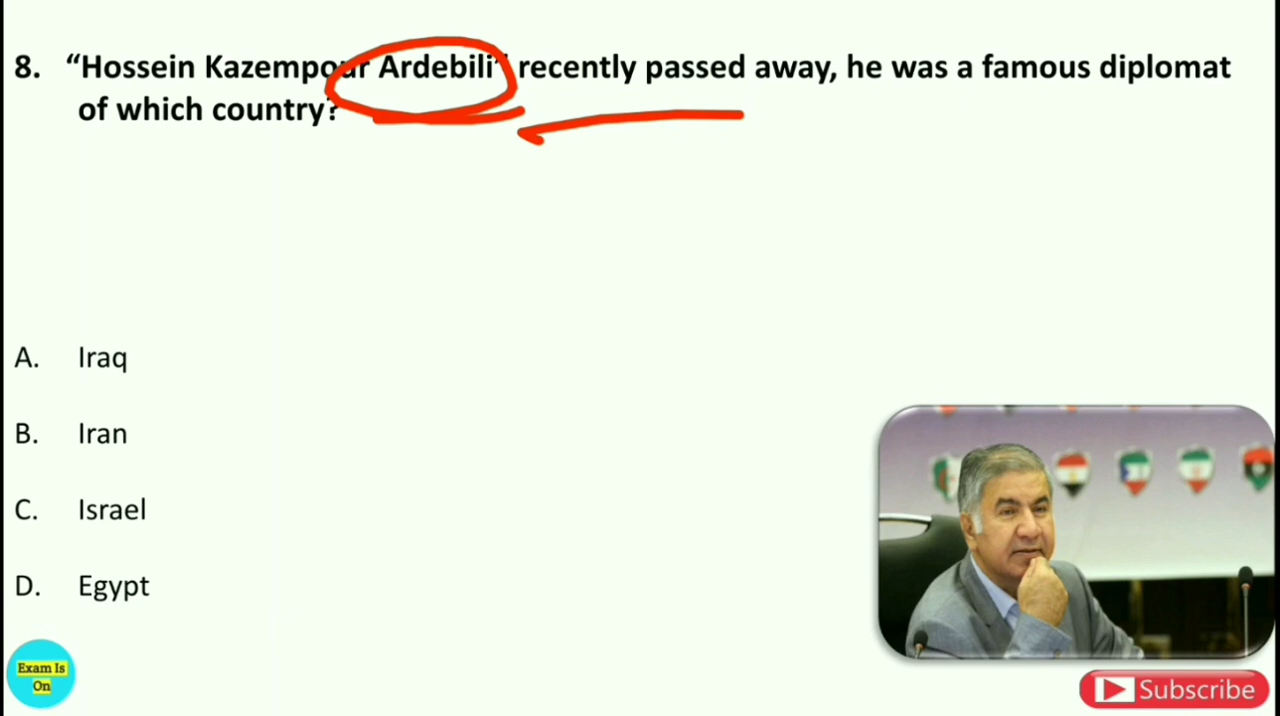 8. “Hossein Kazempour Ardebili” recently passed away, he was a famous diplomat
of which country?
A. Iraq
B. Iran
C. Israel
D. Egypt
Exam Is
On
Subscribe